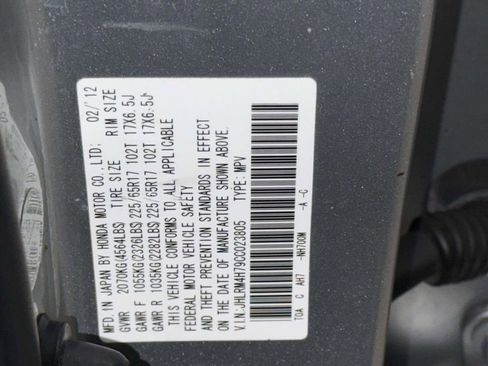 MFD.IN JAPAN BY HONDA MOTOR CO.,LTD: 02/'12
TIRE SIZE RIM SIZE
GVWR 2070KG(4564LBS)
GAWR F 1055KG(2326LBS)225/65R17 102T 17X6.5J
GAWR R 1035KG(2282LBS)225/65R17 102T 17X6.5J
THIS VEHICLE CONFORMS TO ALL APPLICABLE
FEDERAL MOTOR VEHICLE SAFETY
AND THEFT PREVENTION STANDARDS IN EFFECT
ON THE DATE OF MANUFACTURE SHOWN ABOVE.
V.I.N:JHLRM4H70CC023805 TYPE: MPV
TOA C AH7 -NH700M -A -C